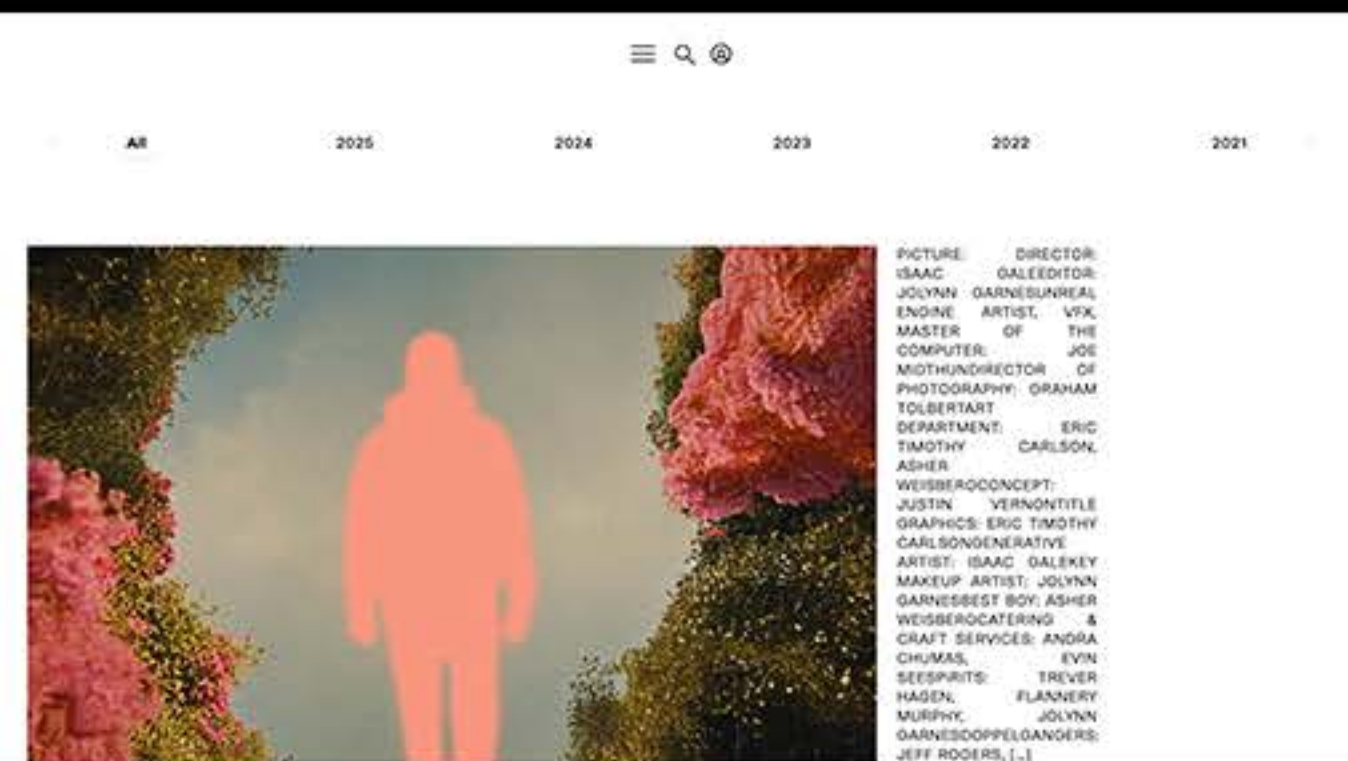 All 2025 2024 2023 2022 2021
PICTURE: DIRECTOR:
ISAAC GALEEDITOR:
JOLYNN GARNESUNREAL
ENGINE ARTIST, VFX,
MASTER OF THE
COMPUTER: JOE
MIDTHUNDIRECTOR OF
PHOTOGRAPHY: GRAHAM
TOLBERTART
DEPARTMENT: ERIC
TIMOTHY CARLSON,
ASHER
WEISBERGCONCEPT:
JUSTIN VERNONTITLE
GRAPHICS: ERIC TIMOTHY
CARLSONGENERATIVE
ARTIST: ISAAC GALEKEY
MAKEUP ARTIST: JOLYNN
GARNESBEST BOY: ASHER
WEISBERGCATERING &
CRAFT SERVICES: ANDRA
CHUMAS, EVIN
SEESPIRITS: TREVER
HAGEN, FLANNERY
MURPHY, JOLYNN
GARNESDOPPELGANGERS:
JEFF ROGERS, [...]